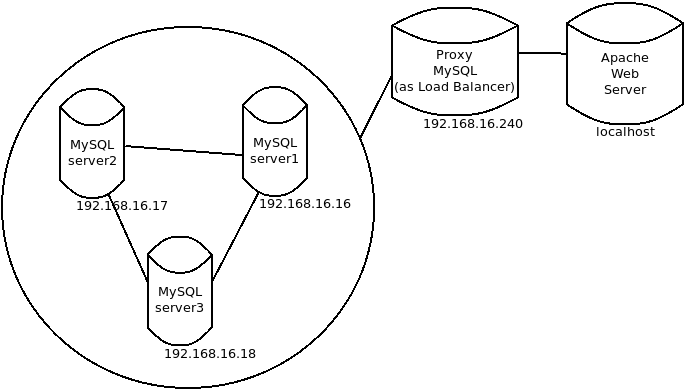 Proxy
MySQL
(as Load Balancer)
192.168.16.240
Apache
Web
Server
localhost
MySQL
server2
192.168.16.17
MySQL
server1
192.168.16.16
MySQL
server3
192.168.16.18